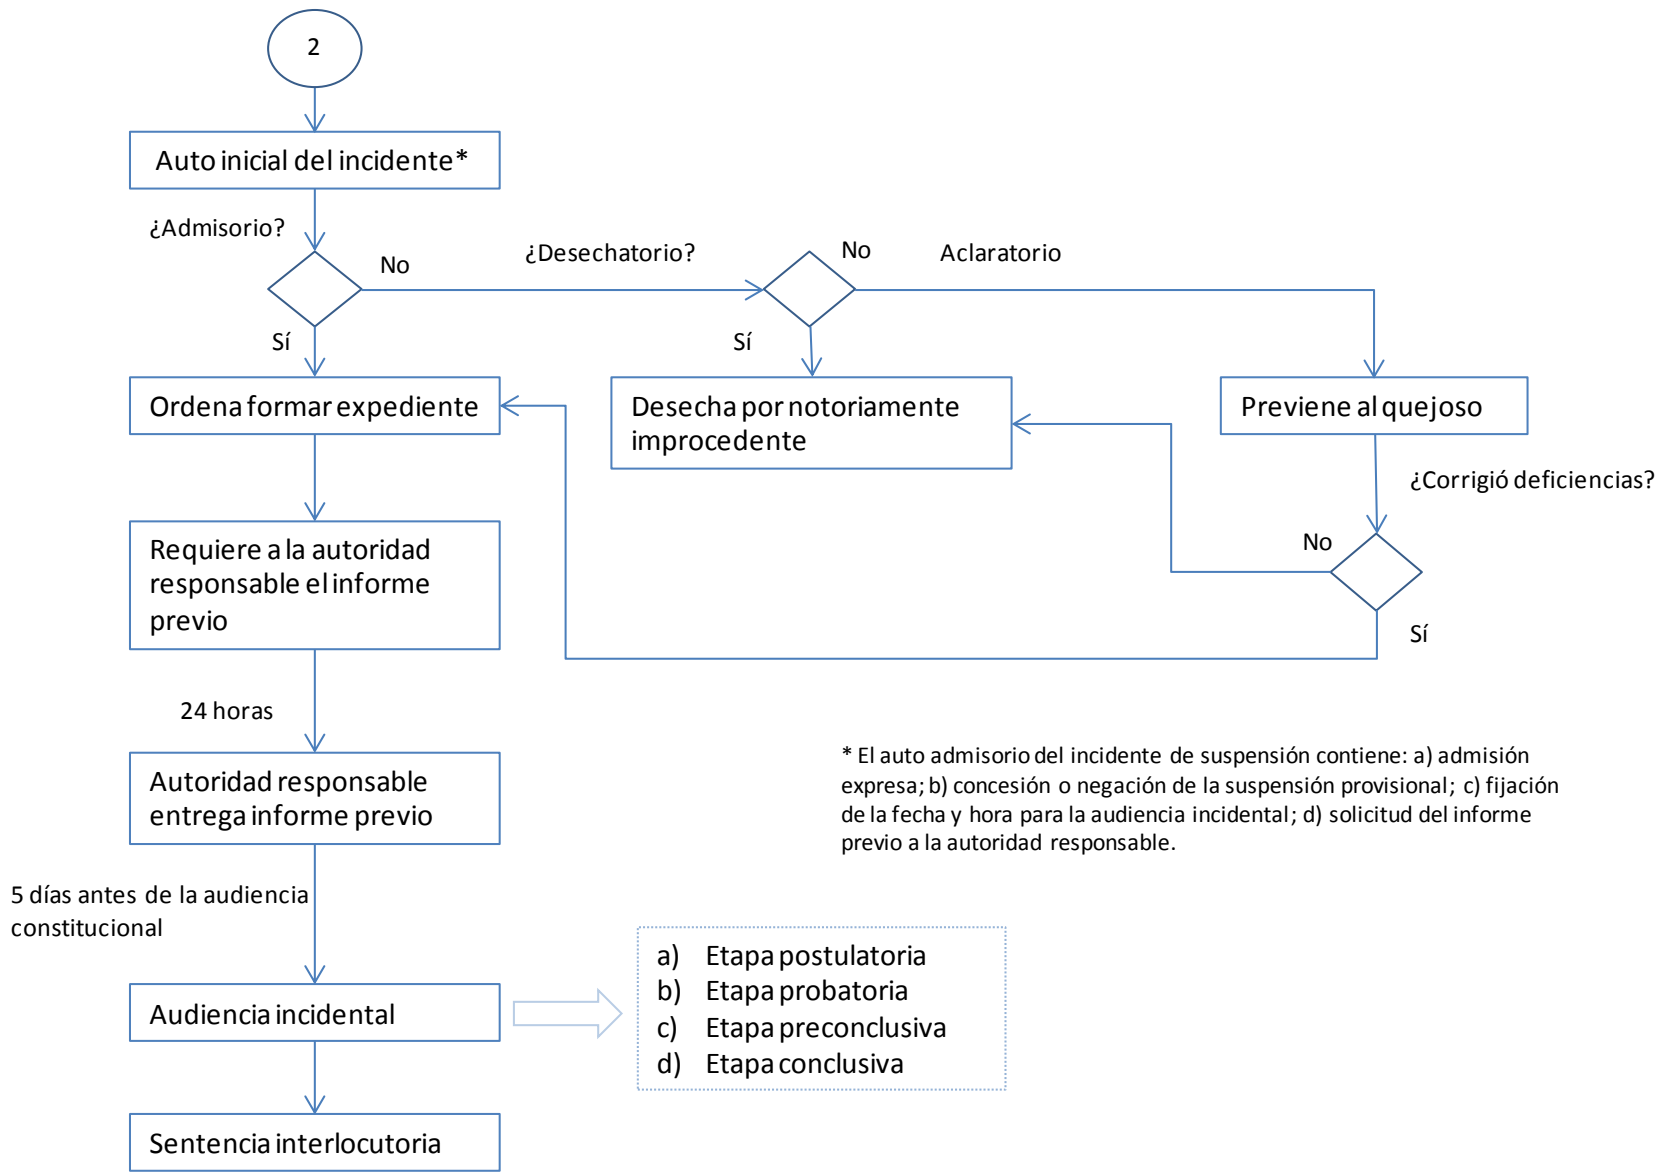 2
Auto inicial del incidente*
¿Admisorio?
No
¿Desechatorio?
No
Aclaratorio
Sí
Sí
Ordena formar expediente
Desecha por notoriamente
improcedente
Previene al quejoso
¿Corrigió deficiencias?
No
Sí
Requiere a la autoridad
responsable el informe
previo
24 horas
Autoridad responsable
entrega informe previo
* El auto admisorio del incidente de suspensión contiene: a) admisión
expresa; b) concesión o negación de la suspensión provisional; c) fijación
de la fecha y hora para la audiencia incidental; d) solicitud del informe
previo a la autoridad responsable.
5 días antes de la audiencia
constitucional
Audiencia incidental
a) Etapa postulatoria
b) Etapa probatoria
c) Etapa preconclusiva
d) Etapa conclusiva
Sentencia interlocutoria